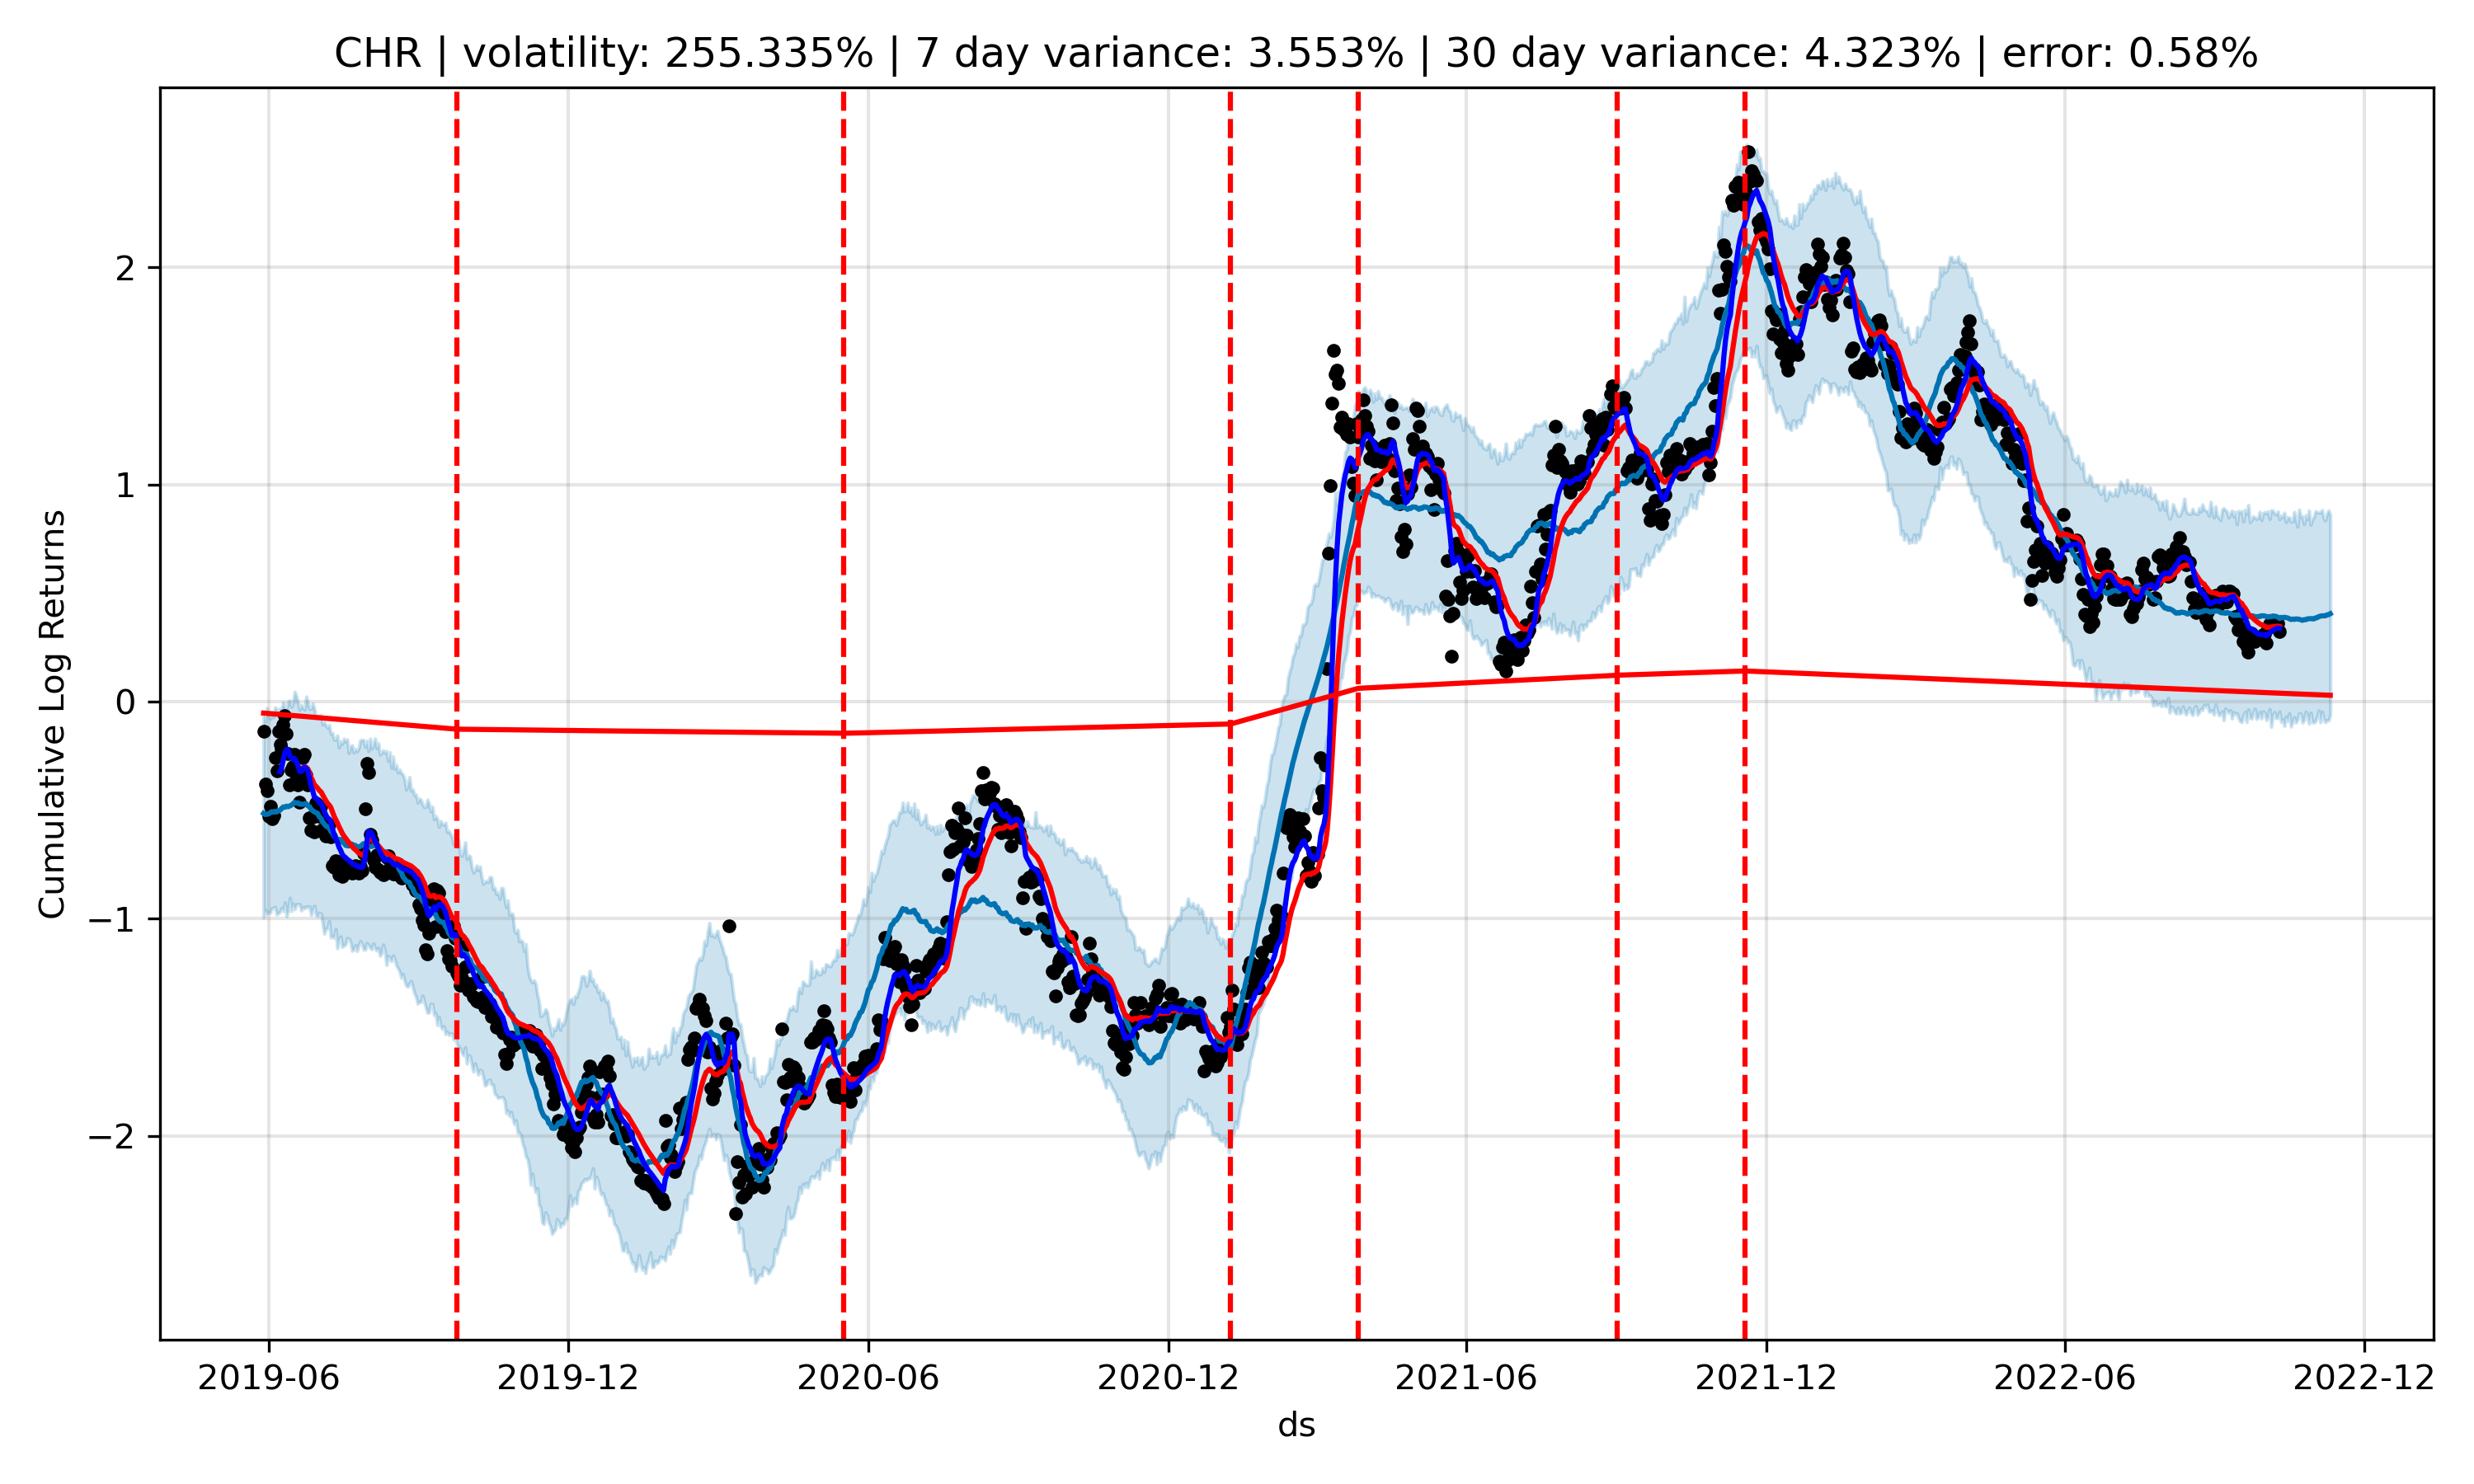 CHR | volatility: 255.335% | 7 day variance: 3.553% | 30 day variance: 4.323% | error: 0.58%
Cumulative Log Returns
2
1
0
−1
−2
2019-06 2019-12 2020-06 2020-12 2021-06 2021-12 2022-06 2022-12
ds